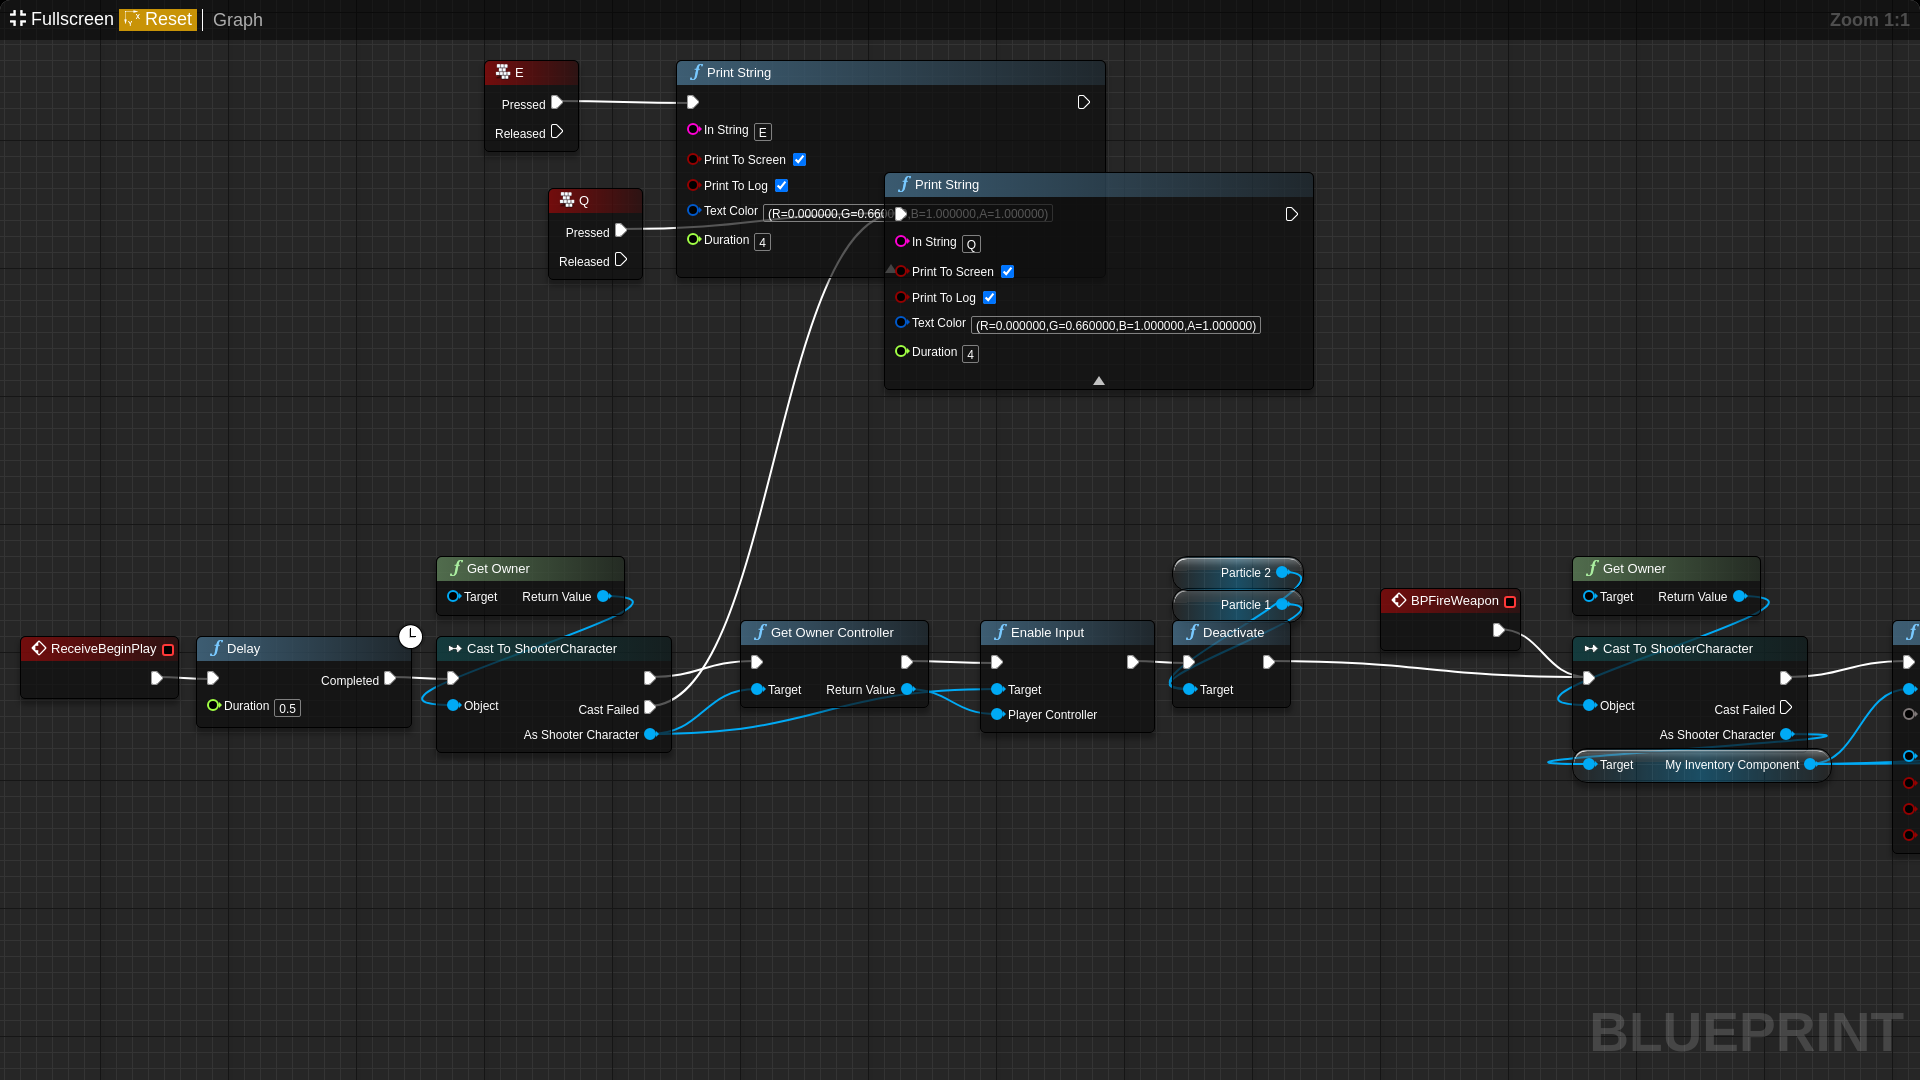 Fullscreen Reset Graph Zoom 1:1
E
Pressed
Released
Print String
In String E
Print To Screen
Print To Log
Text Color (R=0.000000,G=0.660000,B=1.000000,A=1.000000)
Duration 4
Q
Pressed
Released
Print String
In String Q
Print To Screen
Print To Log
Text Color (R=0.000000,G=0.660000,B=1.000000,A=1.000000)
Duration 4
ReceiveBeginPlay
Delay
Completed
Duration 0.5
Get Owner
Target Return Value
Cast To ShooterCharacter
Object
Cast Failed
As Shooter Character
Get Owner Controller
Target Return Value
Enable Input
Target
Player Controller
Particle 2
Particle 1
Deactivate
Target
BPFireWeapon
Get Owner
Target Return Value
Cast To ShooterCharacter
Object
Cast Failed
As Shooter Character
Target My Inventory Component
BLUEPRINT